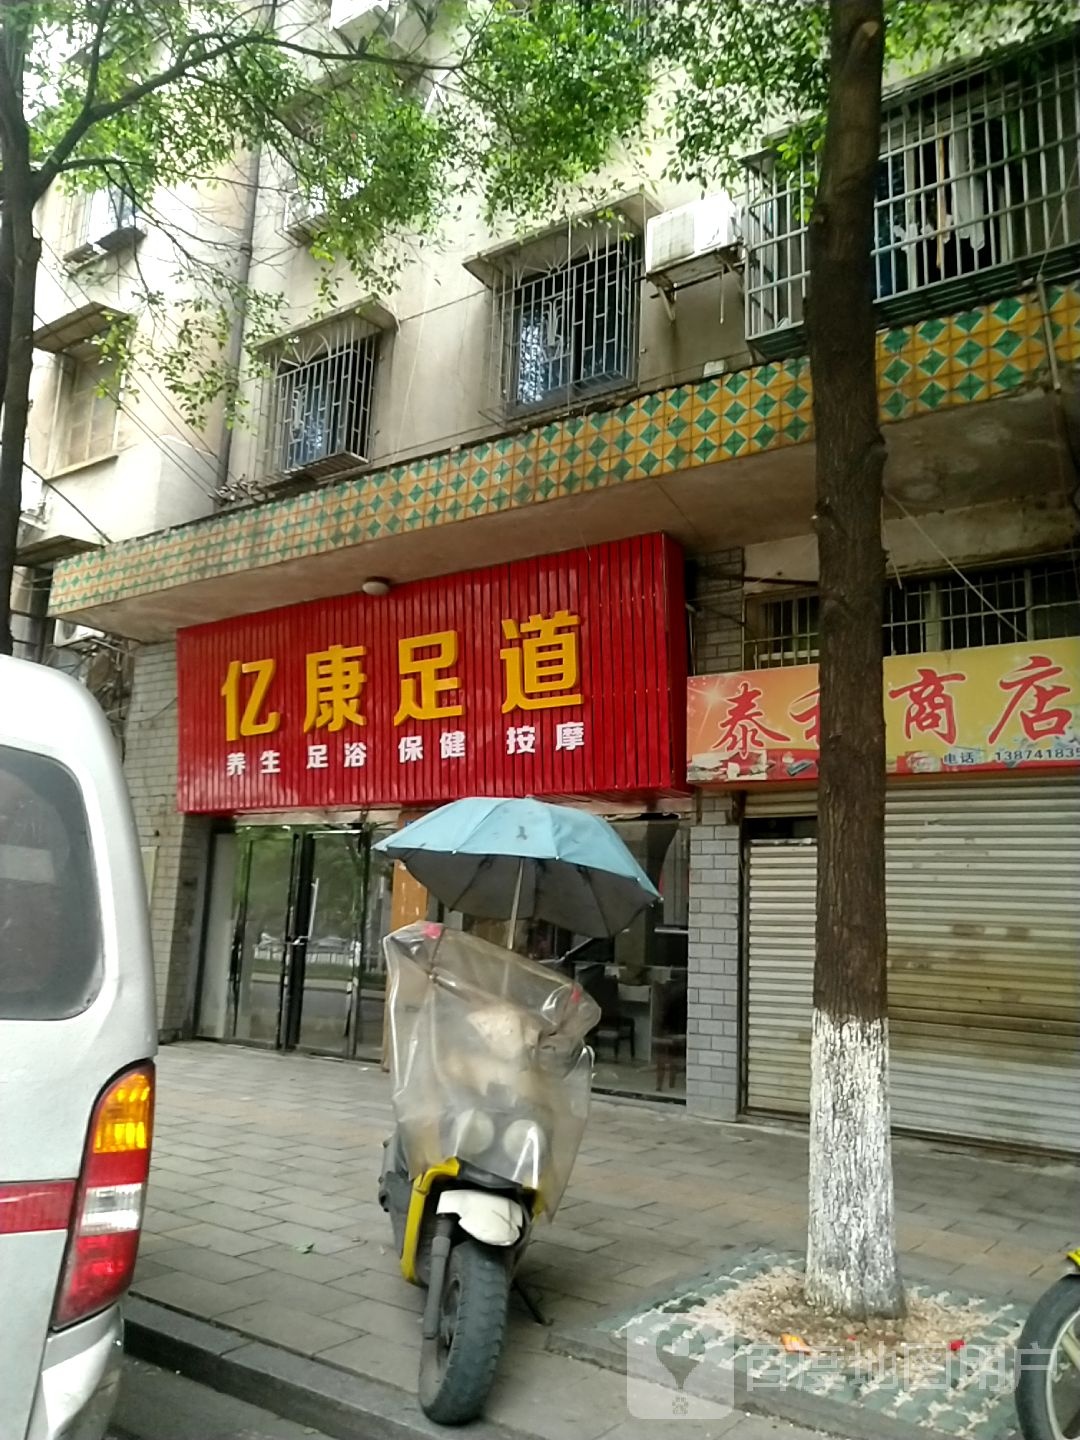 亿康足道
养生 足浴 保健 按摩
泰 商店
电话 138741835
百度地图用户